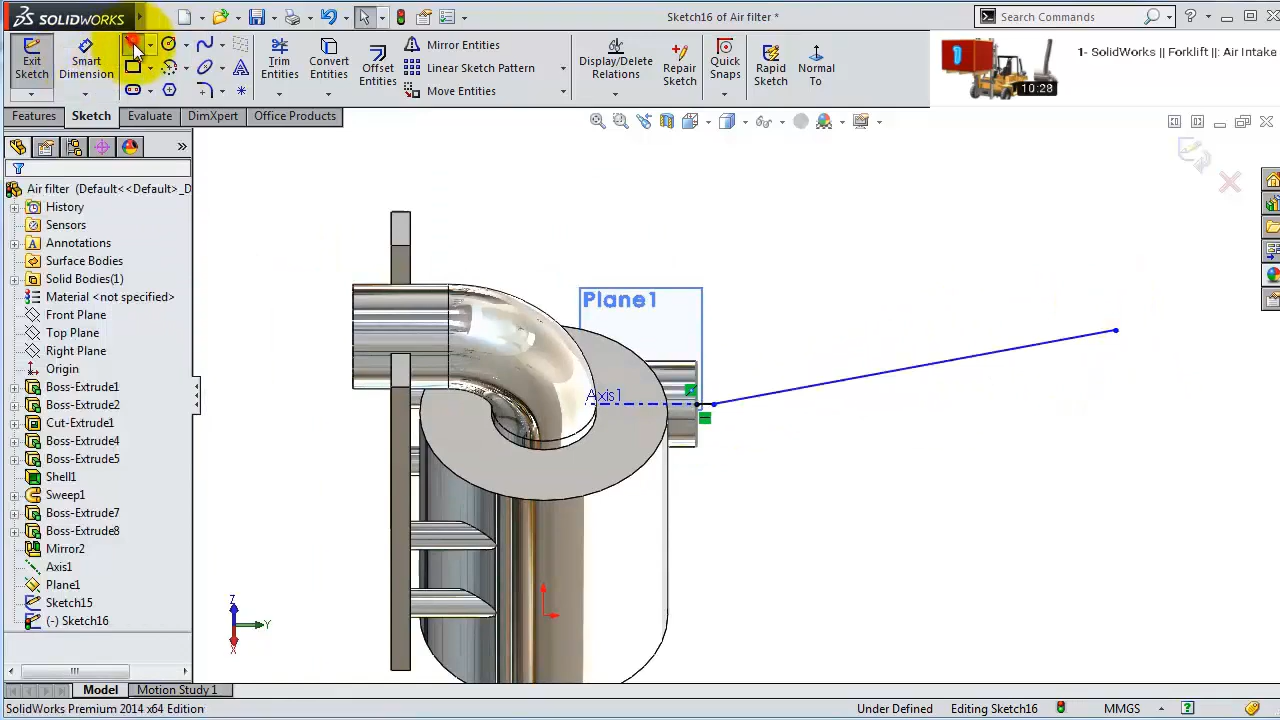 SOLIDWORKS
Sketch16 of Air filter *
Search Commands
Exit Sketch
Smart Dimension
Trim Entities
Convert Entities
Offset Entities
Mirror Entities
Linear Sketch Pattern
Move Entities
Display/Delete Relations
Repair Sketch
Quick Snaps
Rapid Sketch
Normal To
10:28
1- SolidWorks || Forklift ||: Air Intake
Features
Sketch
Evaluate
DimXpert
Office Products
Air filter (Default<<Default>_D
History
Sensors
Annotations
Surface Bodies
Solid Bodies(1)
Material <not specified>
Front Plane
Top Plane
Right Plane
Origin
Boss-Extrude1
Boss-Extrude2
Cut-Extrude1
Boss-Extrude4
Boss-Extrude5
Shell1
Sweep1
Boss-Extrude7
Boss-Extrude8
Mirror2
Axis1
Plane1
Sketch15
(-) Sketch16
Plane1
Axis1
Z
Y
X
Model
Motion Study 1
SolidWorks Premium 2014 x64 Edition
Under Defined
Editing Sketch16
MMGS